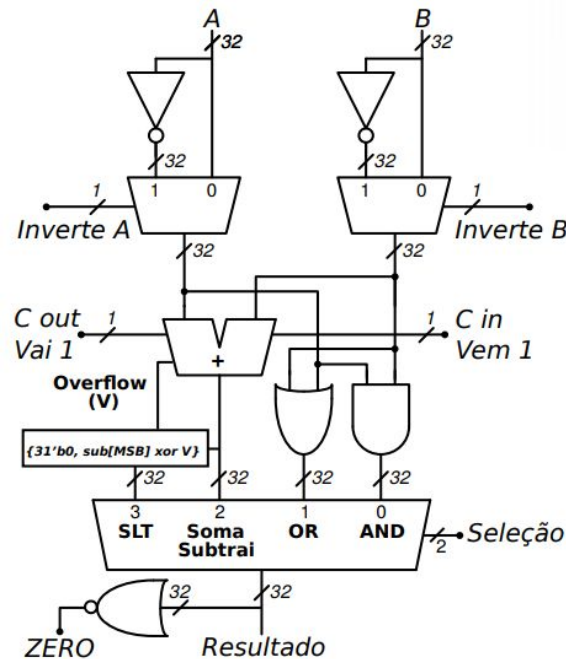 A B
32 32
32 32
1 0 1 0
1 1
Inverte A Inverte B
32 32
C out 1 1 C in
Vai 1 Vem 1
+
Overflow
(V)
{31'b0, sub[MSB] xor V}
32 32 32 32
3 2 1 0
SLT Soma OR AND
Subtrai
Seleção
2
32 32
ZERO Resultado